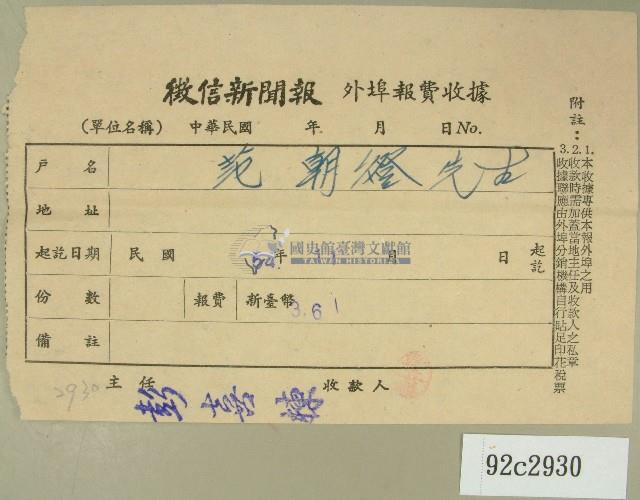 徵信新聞報 外埠報費收據
(單位名稱) 中華民國 年 月 日 No.
戶名 范朝燈先生
地址
起訖日期 民國 年 月 日 起訖
國史館臺灣文獻館
TAIWAN HISTORICA
份數 報費 新臺幣 361
備註
主任 收款人
彭
2930
附註：
1.本收據專供本報外埠之用
2.收款時需加蓋當地主任及收款人之私章
3.收據聯應由外埠分銷機構自行貼足印花稅票
92c2930